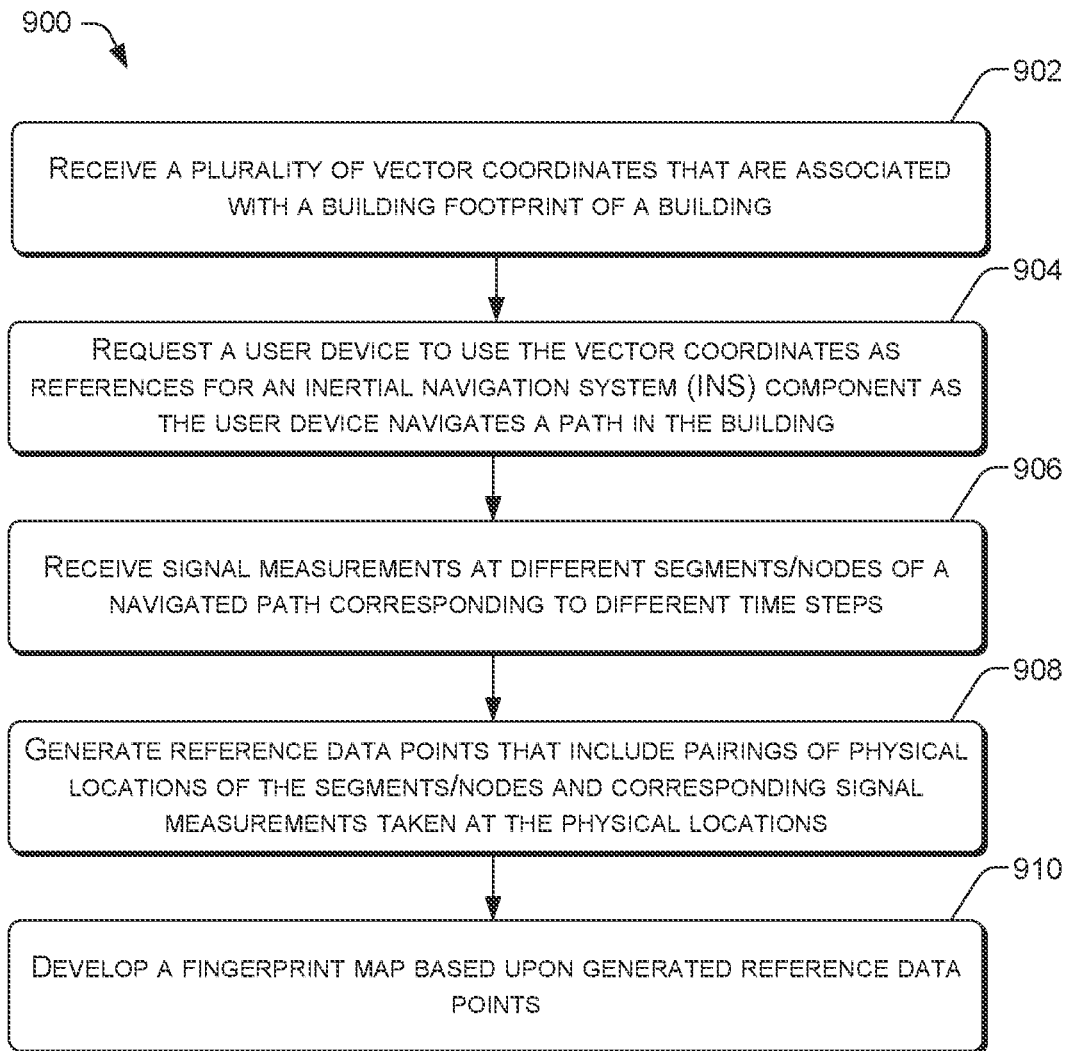 900
902
RECEIVE A PLURALITY OF VECTOR COORDINATES THAT ARE ASSOCIATED
WITH A BUILDING FOOTPRINT OF A BUILDING
904
REQUEST A USER DEVICE TO USE THE VECTOR COORDINATES AS
REFERENCES FOR AN INERTIAL NAVIGATION SYSTEM (INS) COMPONENT AS
THE USER DEVICE NAVIGATES A PATH IN THE BUILDING
906
RECEIVE SIGNAL MEASUREMENTS AT DIFFERENT SEGMENTS/NODES OF A
NAVIGATED PATH CORRESPONDING TO DIFFERENT TIME STEPS
908
GENERATE REFERENCE DATA POINTS THAT INCLUDE PAIRINGS OF PHYSICAL
LOCATIONS OF THE SEGMENTS/NODES AND CORRESPONDING SIGNAL
MEASUREMENTS TAKEN AT THE PHYSICAL LOCATIONS
910
DEVELOP A FINGERPRINT MAP BASED UPON GENERATED REFERENCE DATA
POINTS